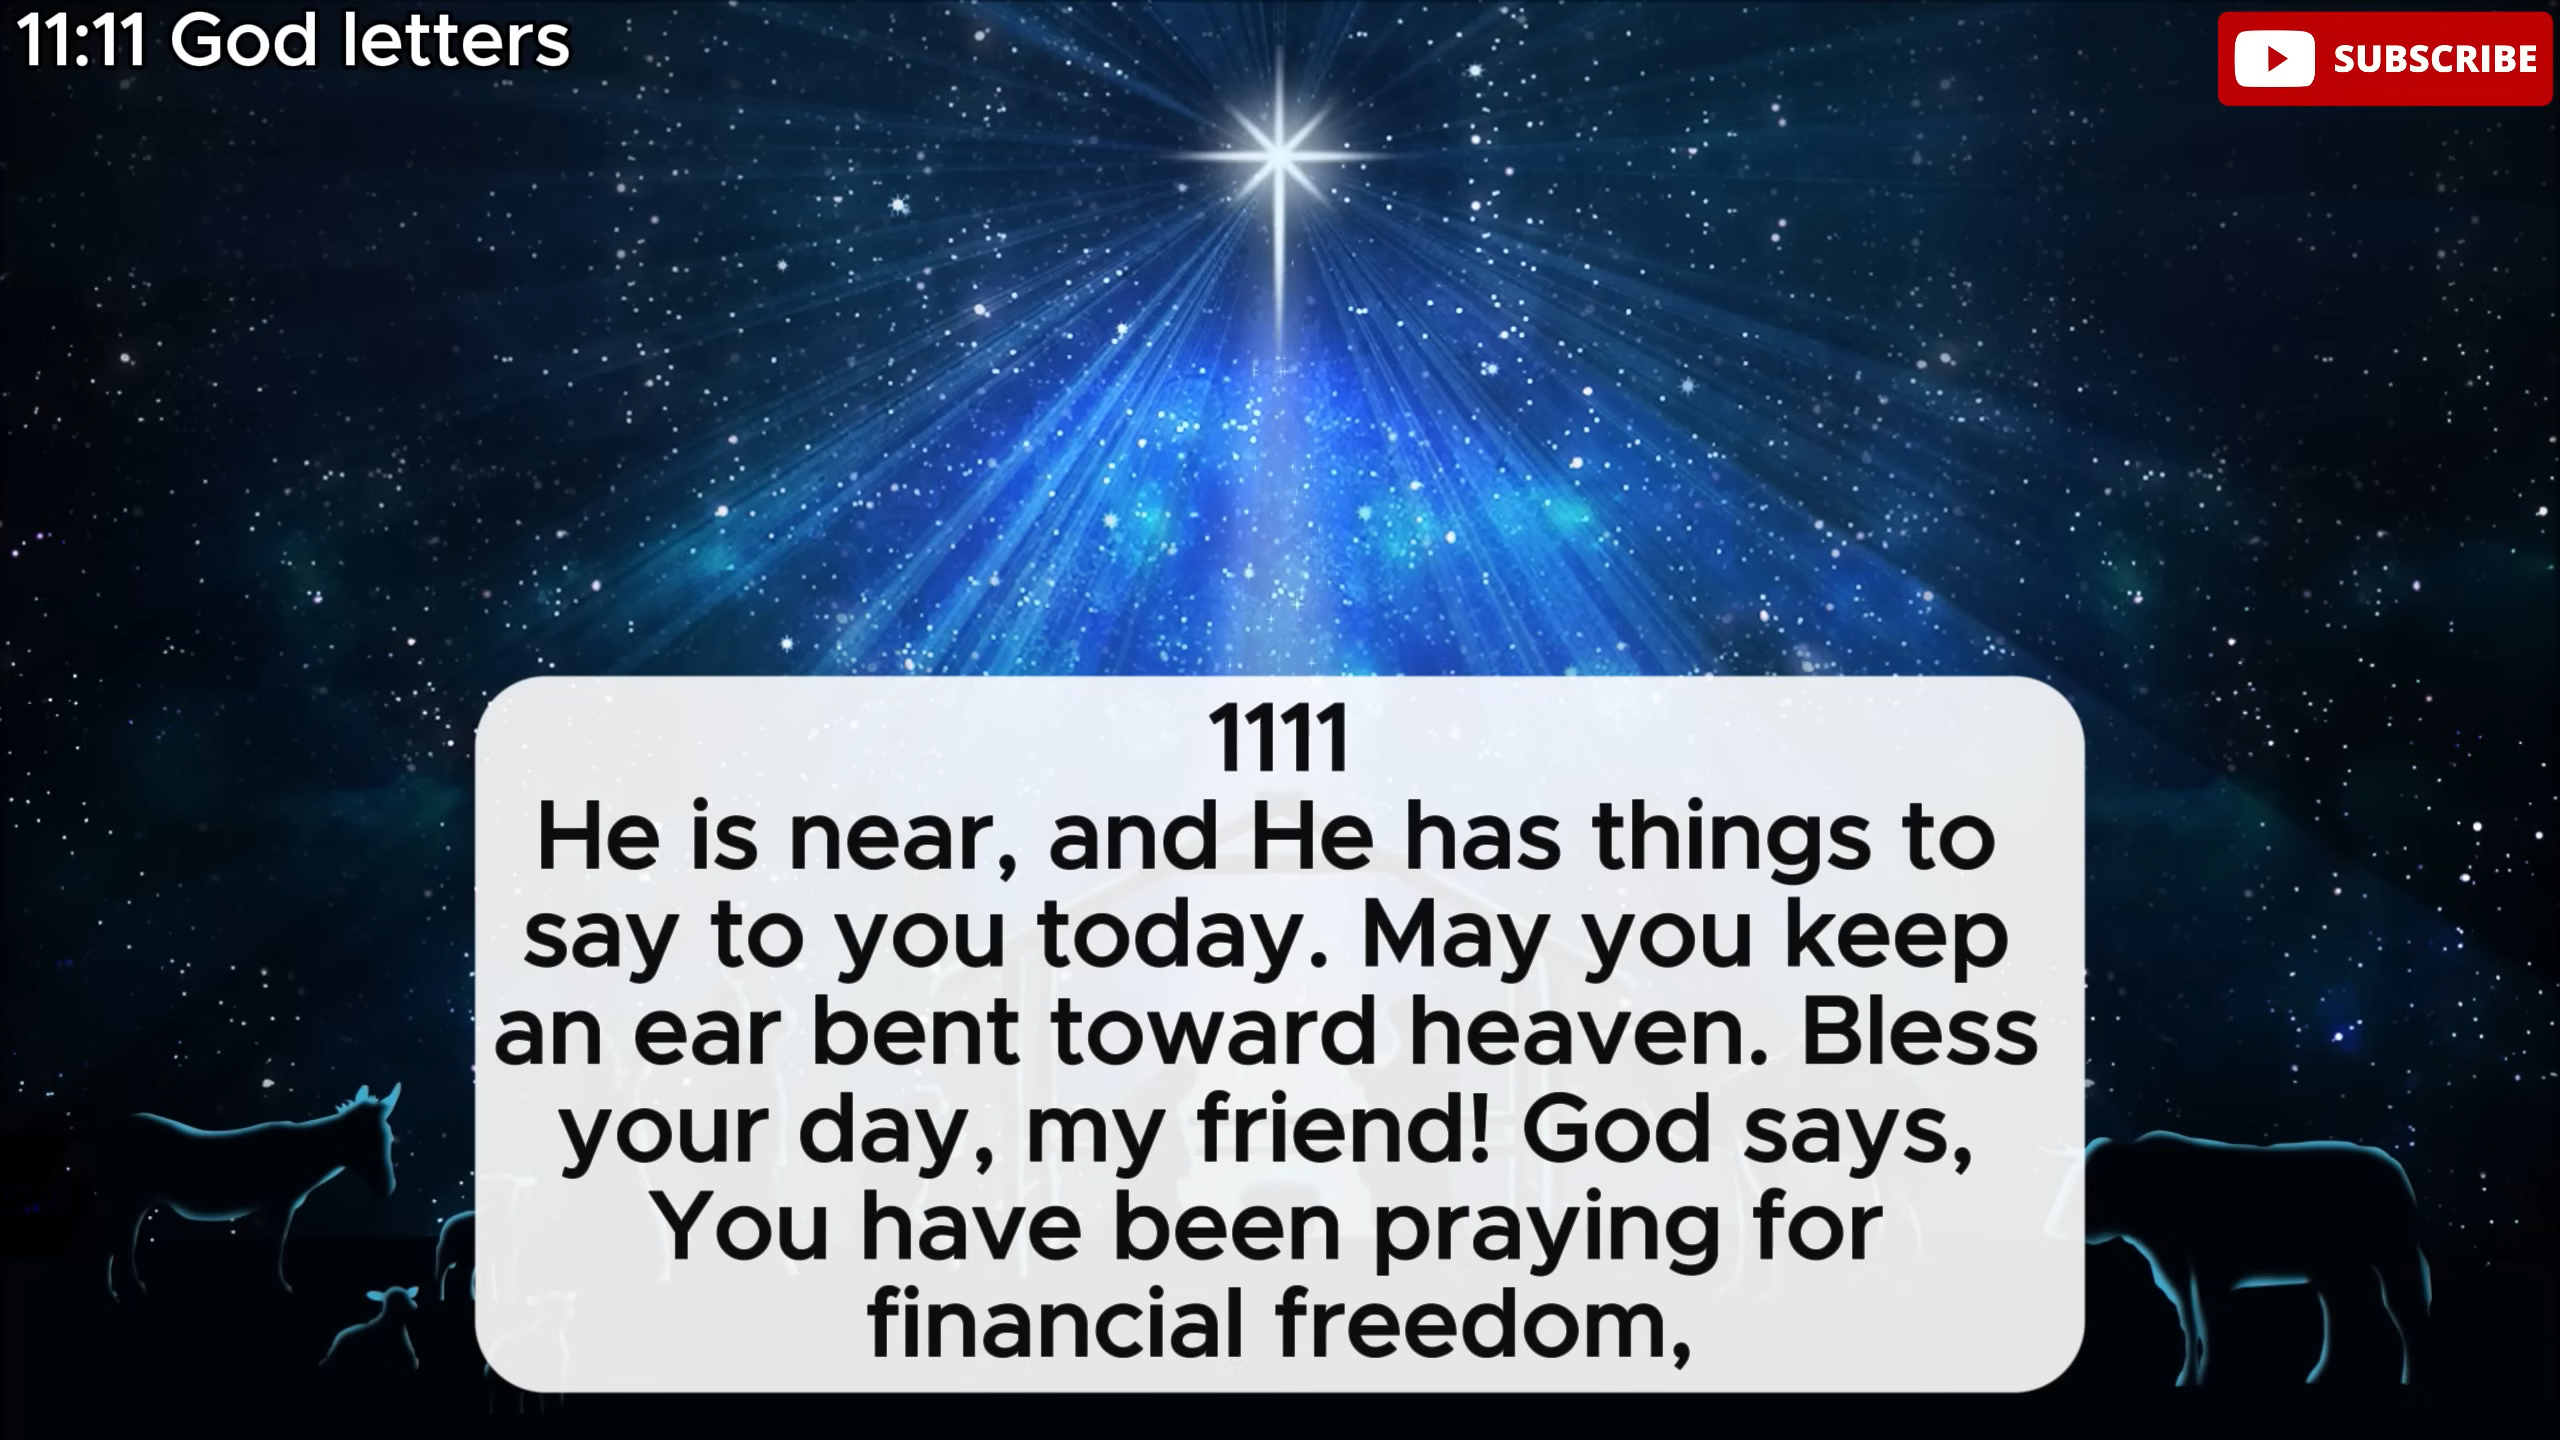 11:11 God letters
SUBSCRIBE
1111
He is near, and He has things to
say to you today. May you keep
an ear bent toward heaven. Bless
your day, my friend! God says,
You have been praying for
financial freedom,